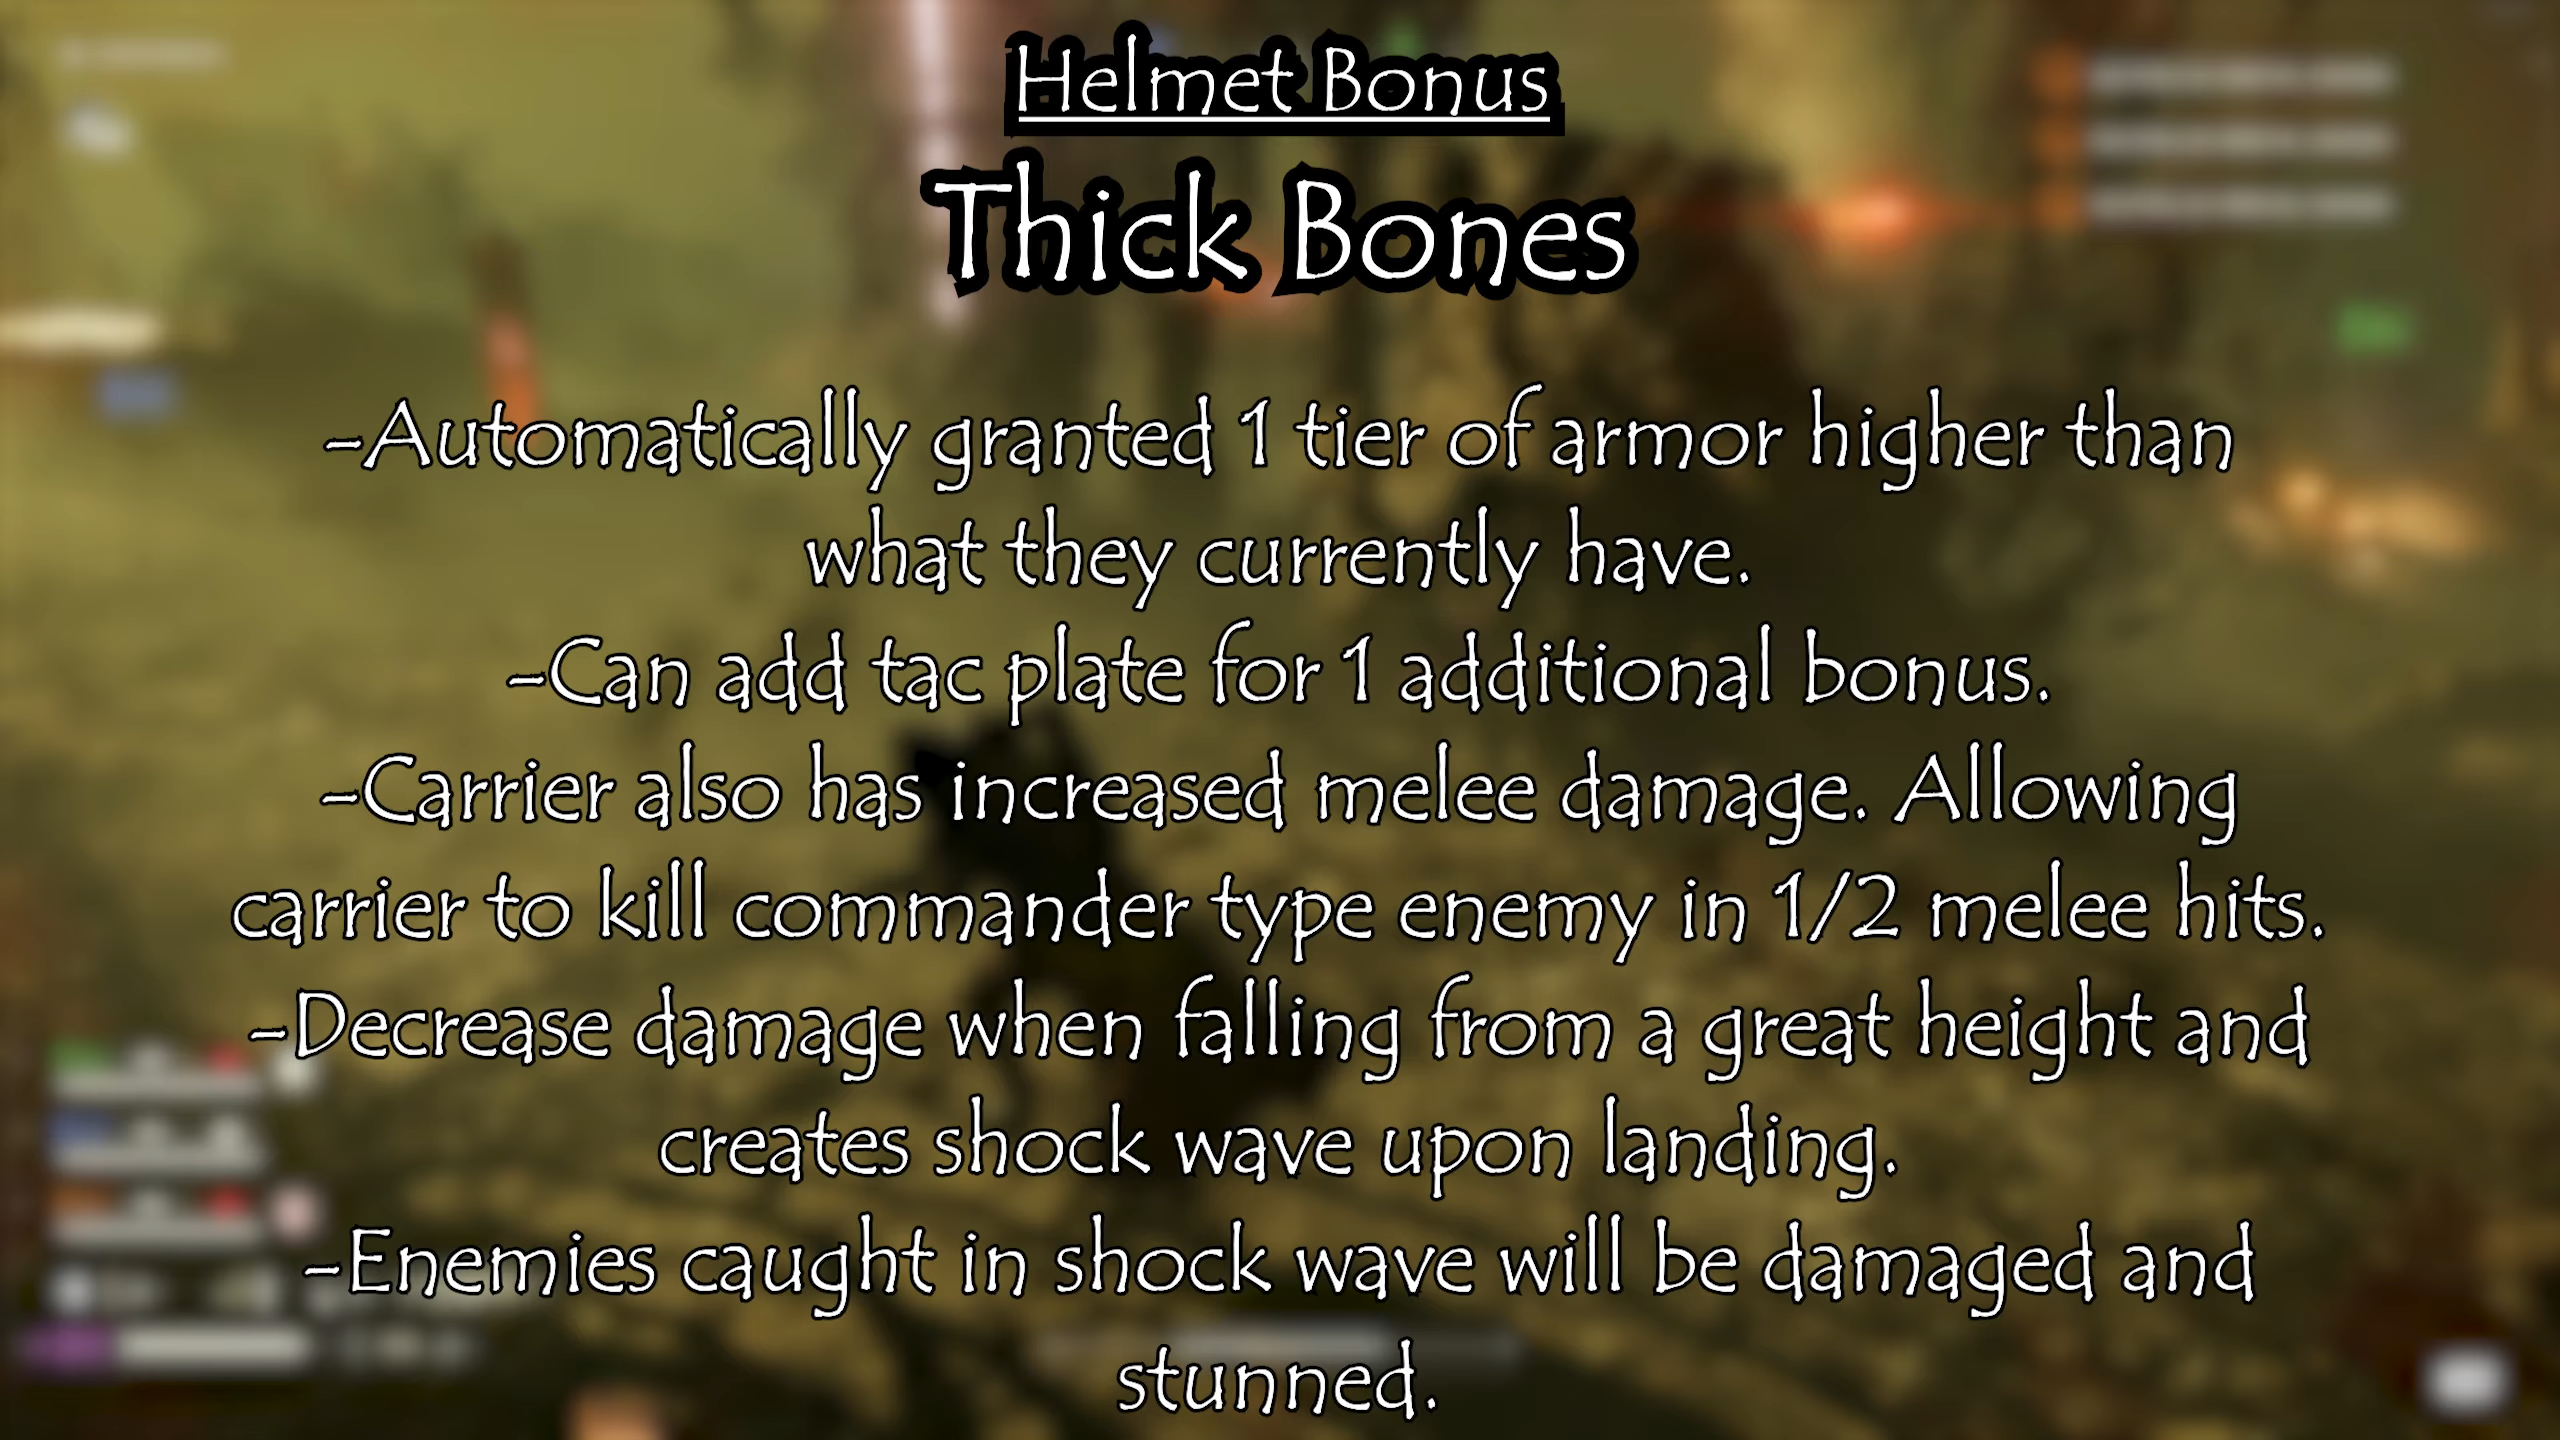 Helmet Bonus
Thick Bones
-Automatically granted 1 tier of armor higher than
what they currently have.
-Can add tac plate for 1 additional bonus.
-Carrier also has increased melee damage. Allowing
carrier to kill commander type enemy in 1/2 melee hits.
-Decrease damage when falling from a great height and
creates shock wave upon landing.
-Enemies caught in shock wave will be damaged and
stunned.